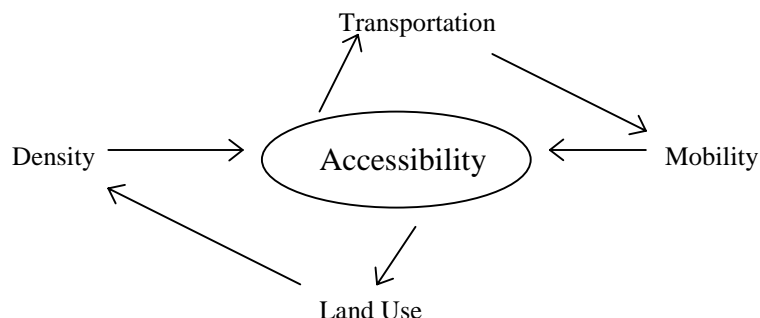 Transportation
Density
Accessibility
Mobility
Land Use